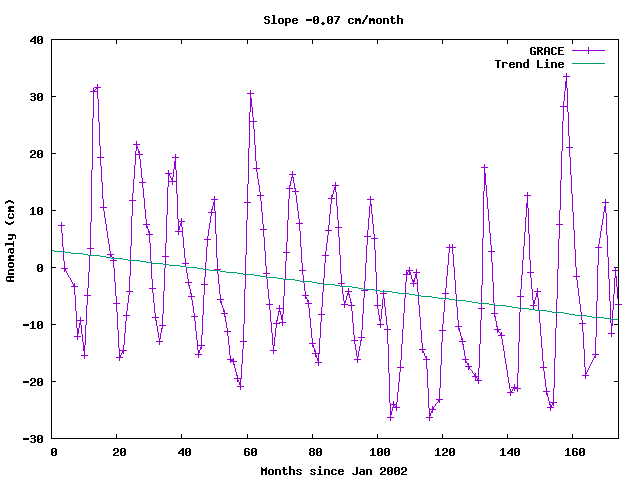 Slope -0.07 cm/month
GRACE
Trend Line
40
30
20
10
0
-10
-20
-30
Anomaly (cm)
0 20 40 60 80 100 120 140 160
Months since Jan 2002